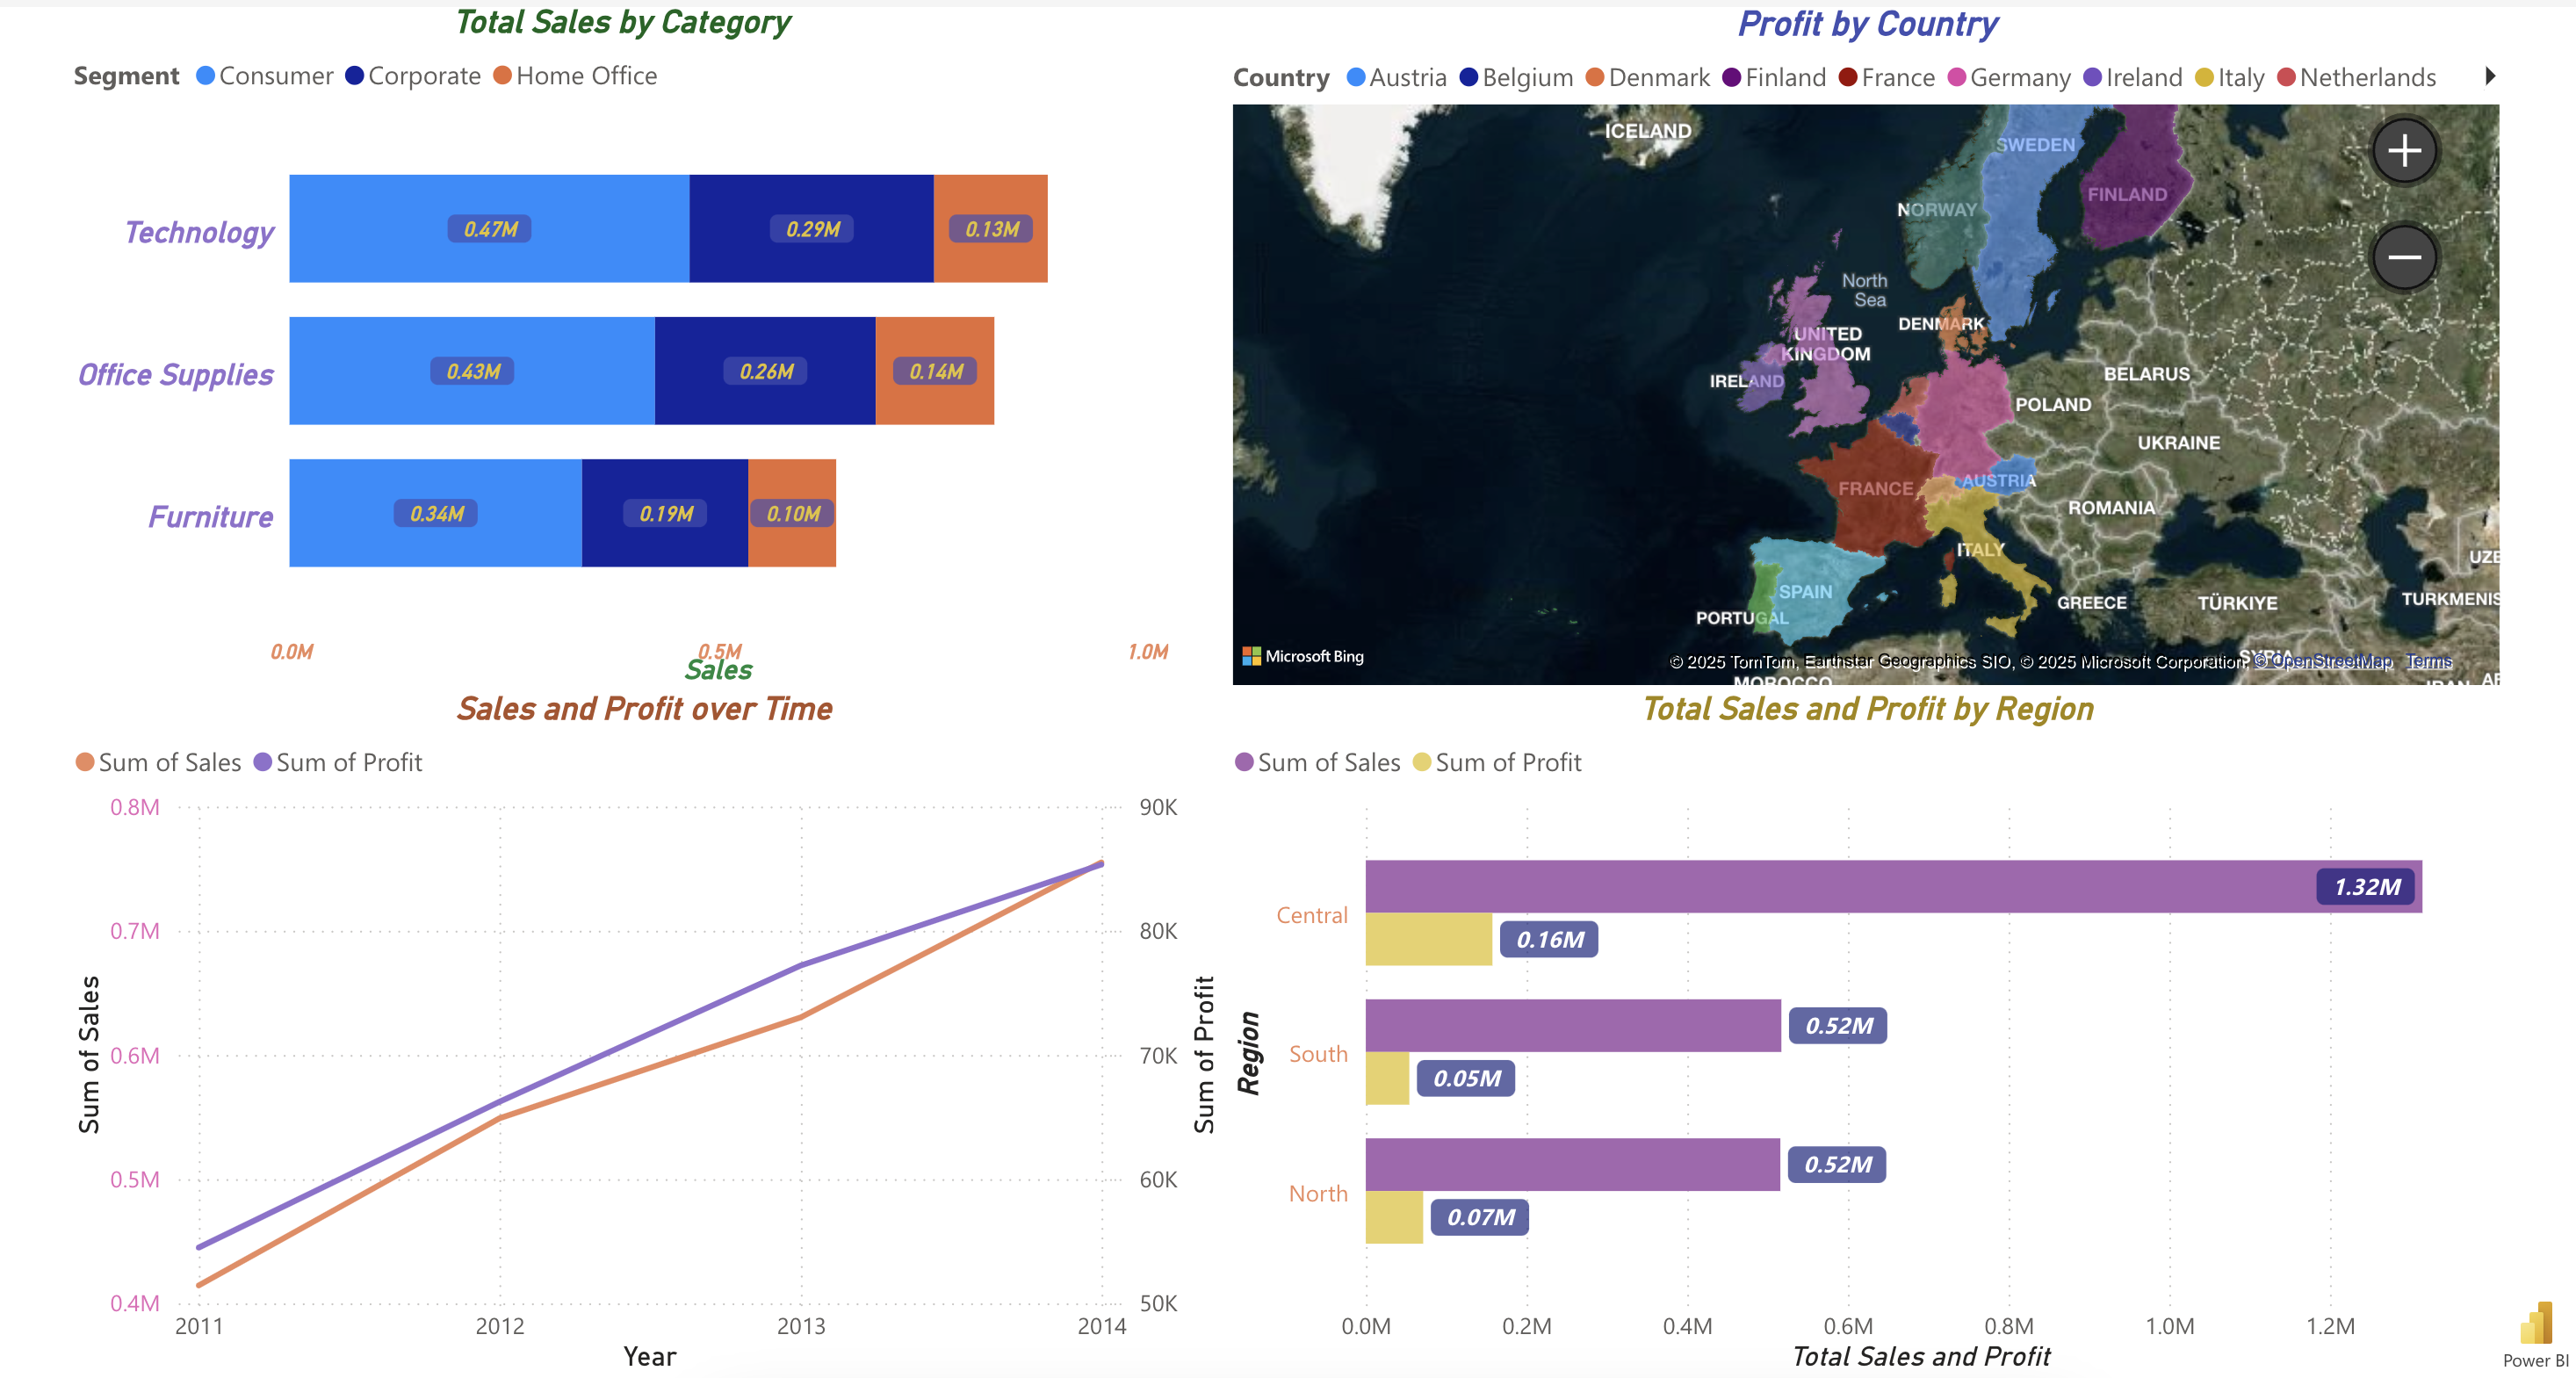 Total Sales by Category
Segment Consumer Corporate Home Office
Technology 0.47M 0.29M 0.13M
Office Supplies 0.43M 0.26M 0.14M
Furniture 0.34M 0.19M 0.10M
0.0M 0.5M 1.0M
Sales
Profit by Country
Country Austria Belgium Denmark Finland France Germany Ireland Italy Netherlands
ICELAND
SWEDEN
FINLAND
NORWAY
North
Sea
DENMARK
UNITED
KINGDOM
IRELAND
BELARUS
POLAND
UKRAINE
AUSTRIA
FRANCE
ROMANIA
ITALY
UZE
SPAIN
GREECE
TÜRKIYE
TURKMENIS
PORTUGAL
SYRIA
Microsoft Bing
© 2025 TomTom, Earthstar Geographics SIO, © 2025 Microsoft Corporation, © OpenStreetMap Terms
MOROCCO
IRAN
AF
Sales and Profit over Time
Sum of Sales Sum of Profit
0.8M 90K
0.7M 80K
0.6M 70K
0.5M 60K
0.4M 50K
Sum of Sales
Sum of Profit
2011 2012 2013 2014
Year
Total Sales and Profit by Region
Sum of Sales Sum of Profit
Region
Central 1.32M
0.16M
South 0.52M
0.05M
North 0.52M
0.07M
0.0M 0.2M 0.4M 0.6M 0.8M 1.0M 1.2M
Total Sales and Profit
Power BI